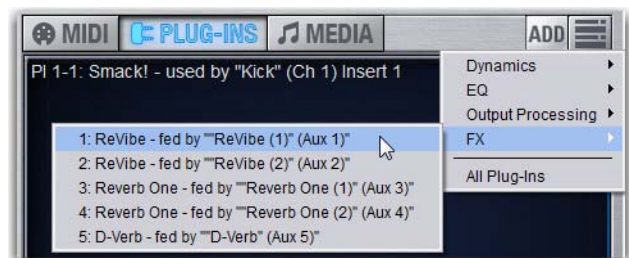 MIDI PLUG-INS MEDIA ADD
PI 1-1: Smack! - used by "Kick" (Ch 1) Insert 1
Dynamics
EQ
Output Processing
FX
All Plug-Ins
1: ReVibe - fed by ""ReVibe (1)" (Aux 1)"
2: ReVibe - fed by ""ReVibe (2)" (Aux 2)"
3: Reverb One - fed by ""Reverb One (1)" (Aux 3)"
4: Reverb One - fed by ""Reverb One (2)" (Aux 4)"
5: D-Verb - fed by ""D-Verb" (Aux 5)"